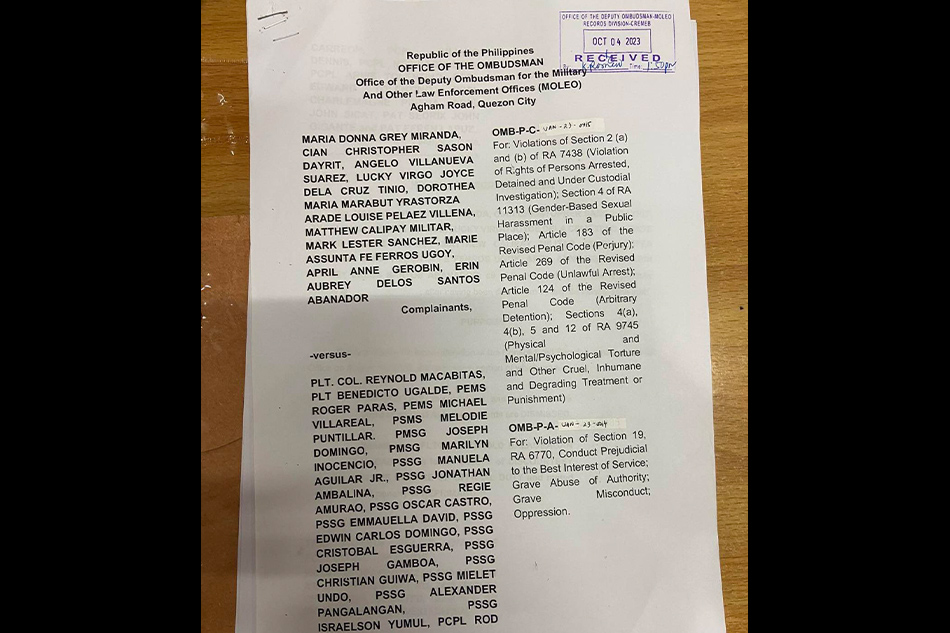 OFFICE OF THE DEPUTY OMBUDSMAN-MOLEO
RECORDS DIVISION-CREMEB
OCT 04 2023
RECEIVED
By: Time: 1:50pm
Republic of the Philippines
OFFICE OF THE OMBUDSMAN
Office of the Deputy Ombudsman for the Military
And Other Law Enforcement Offices (MOLEO)
Agham Road, Quezon City
MARIA DONNA GREY MIRANDA,
CIAN CHRISTOPHER SASON
DAYRIT, ANGELO VILLANUEVA
SUAREZ, LUCKY VIRGO JOYCE
DELA CRUZ TINIO, DOROTHEA
MARIA MARABUT YRASTORZA
ARADE LOUISE PELAEZ VILLENA,
MATTHEW CALIPAY MILITAR,
MARK LESTER SANCHEZ, MARIE
ASSUNTA FE FERROS UGOY,
APRIL ANNE GEROBIN, ERIN
AUBREY DELOS SANTOS
ABANADOR
Complainants,
-versus-
PLT. COL. REYNOLD MACABITAS,
PLT BENEDICTO UGALDE, PEMS
ROGER PARAS, PEMS MICHAEL
VILLAREAL, PSMS MELODIE
PUNTILLAR. PMSG JOSEPH
DOMINGO, PMSG MARILYN
INOCENCIO, PSSG MANUELA
AGUILAR JR., PSSG JONATHAN
AMBALINA, PSSG REGIE
AMURAO, PSSG OSCAR CASTRO,
PSSG EMMAUELLA DAVID, PSSG
EDWIN CARLOS DOMINGO, PSSG
CRISTOBAL ESGUERRA, PSSG
JOSEPH GAMBOA, PSSG
CHRISTIAN GUIWA, PSSG MIELET
UNDO, PSSG ALEXANDER
PANGALANGAN, PSSG
ISRAELSON YUMUL, PCPL ROD
OMB-P-C-
For: Violations of Section 2 (a)
and (b) of RA 7438 (Violation
of Rights of Persons Arrested,
Detained and Under Custodial
Investigation); Section 4 of RA
11313 (Gender-Based Sexual
Harassment in a Public
Place); Article 183 of the
Revised Penal Code (Perjury);
Article 269 of the Revised
Penal Code (Unlawful Arrest);
Article 124 of the Revised
Penal Code (Arbitrary
Detention); Sections 4(a),
4(b), 5 and 12 of RA 9745
(Physical and
Mental/Psychological Torture
and Other Cruel, Inhumane
and Degrading Treatment or
Punishment)
OMB-P-A-
For: Violation of Section 19,
RA 6770, Conduct Prejudicial
to the Best Interest of Service;
Grave Abuse of Authority;
Grave Misconduct;
Oppression.